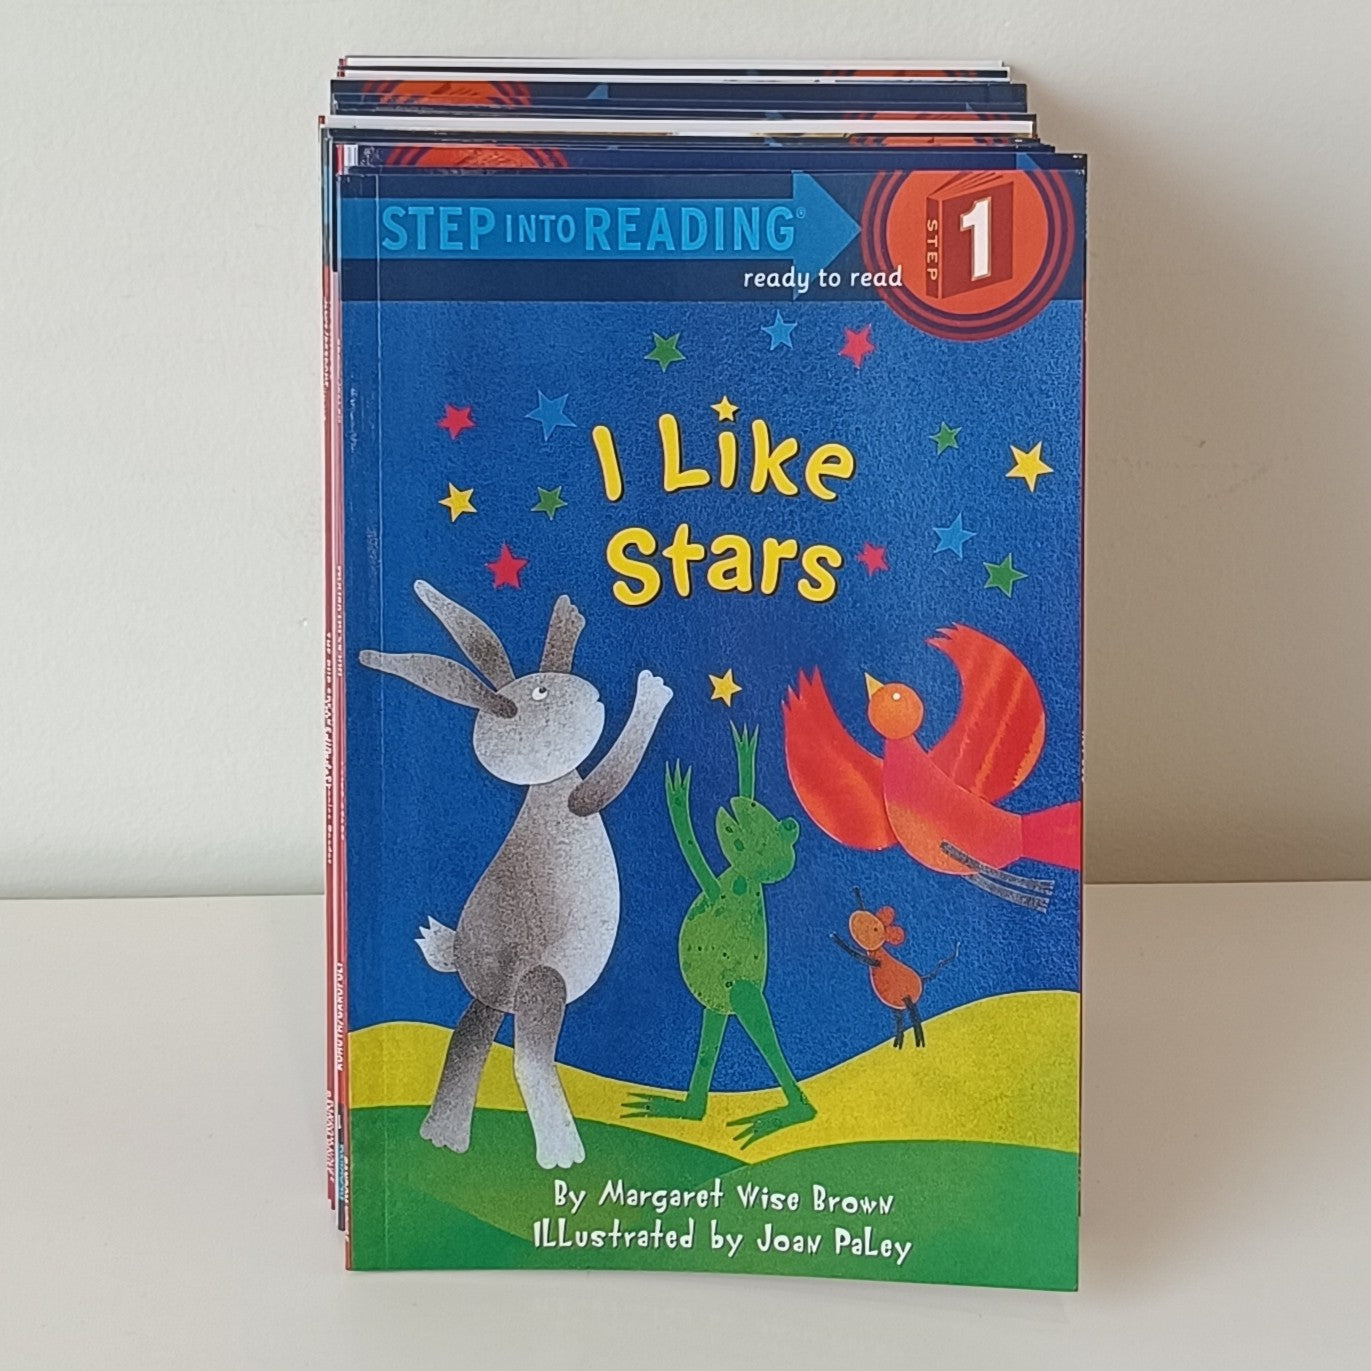 STEP INTO READING®
ready to read
STEP 1
I Like
Stars
By Margaret Wise Brown
Illustrated by Joan Paley